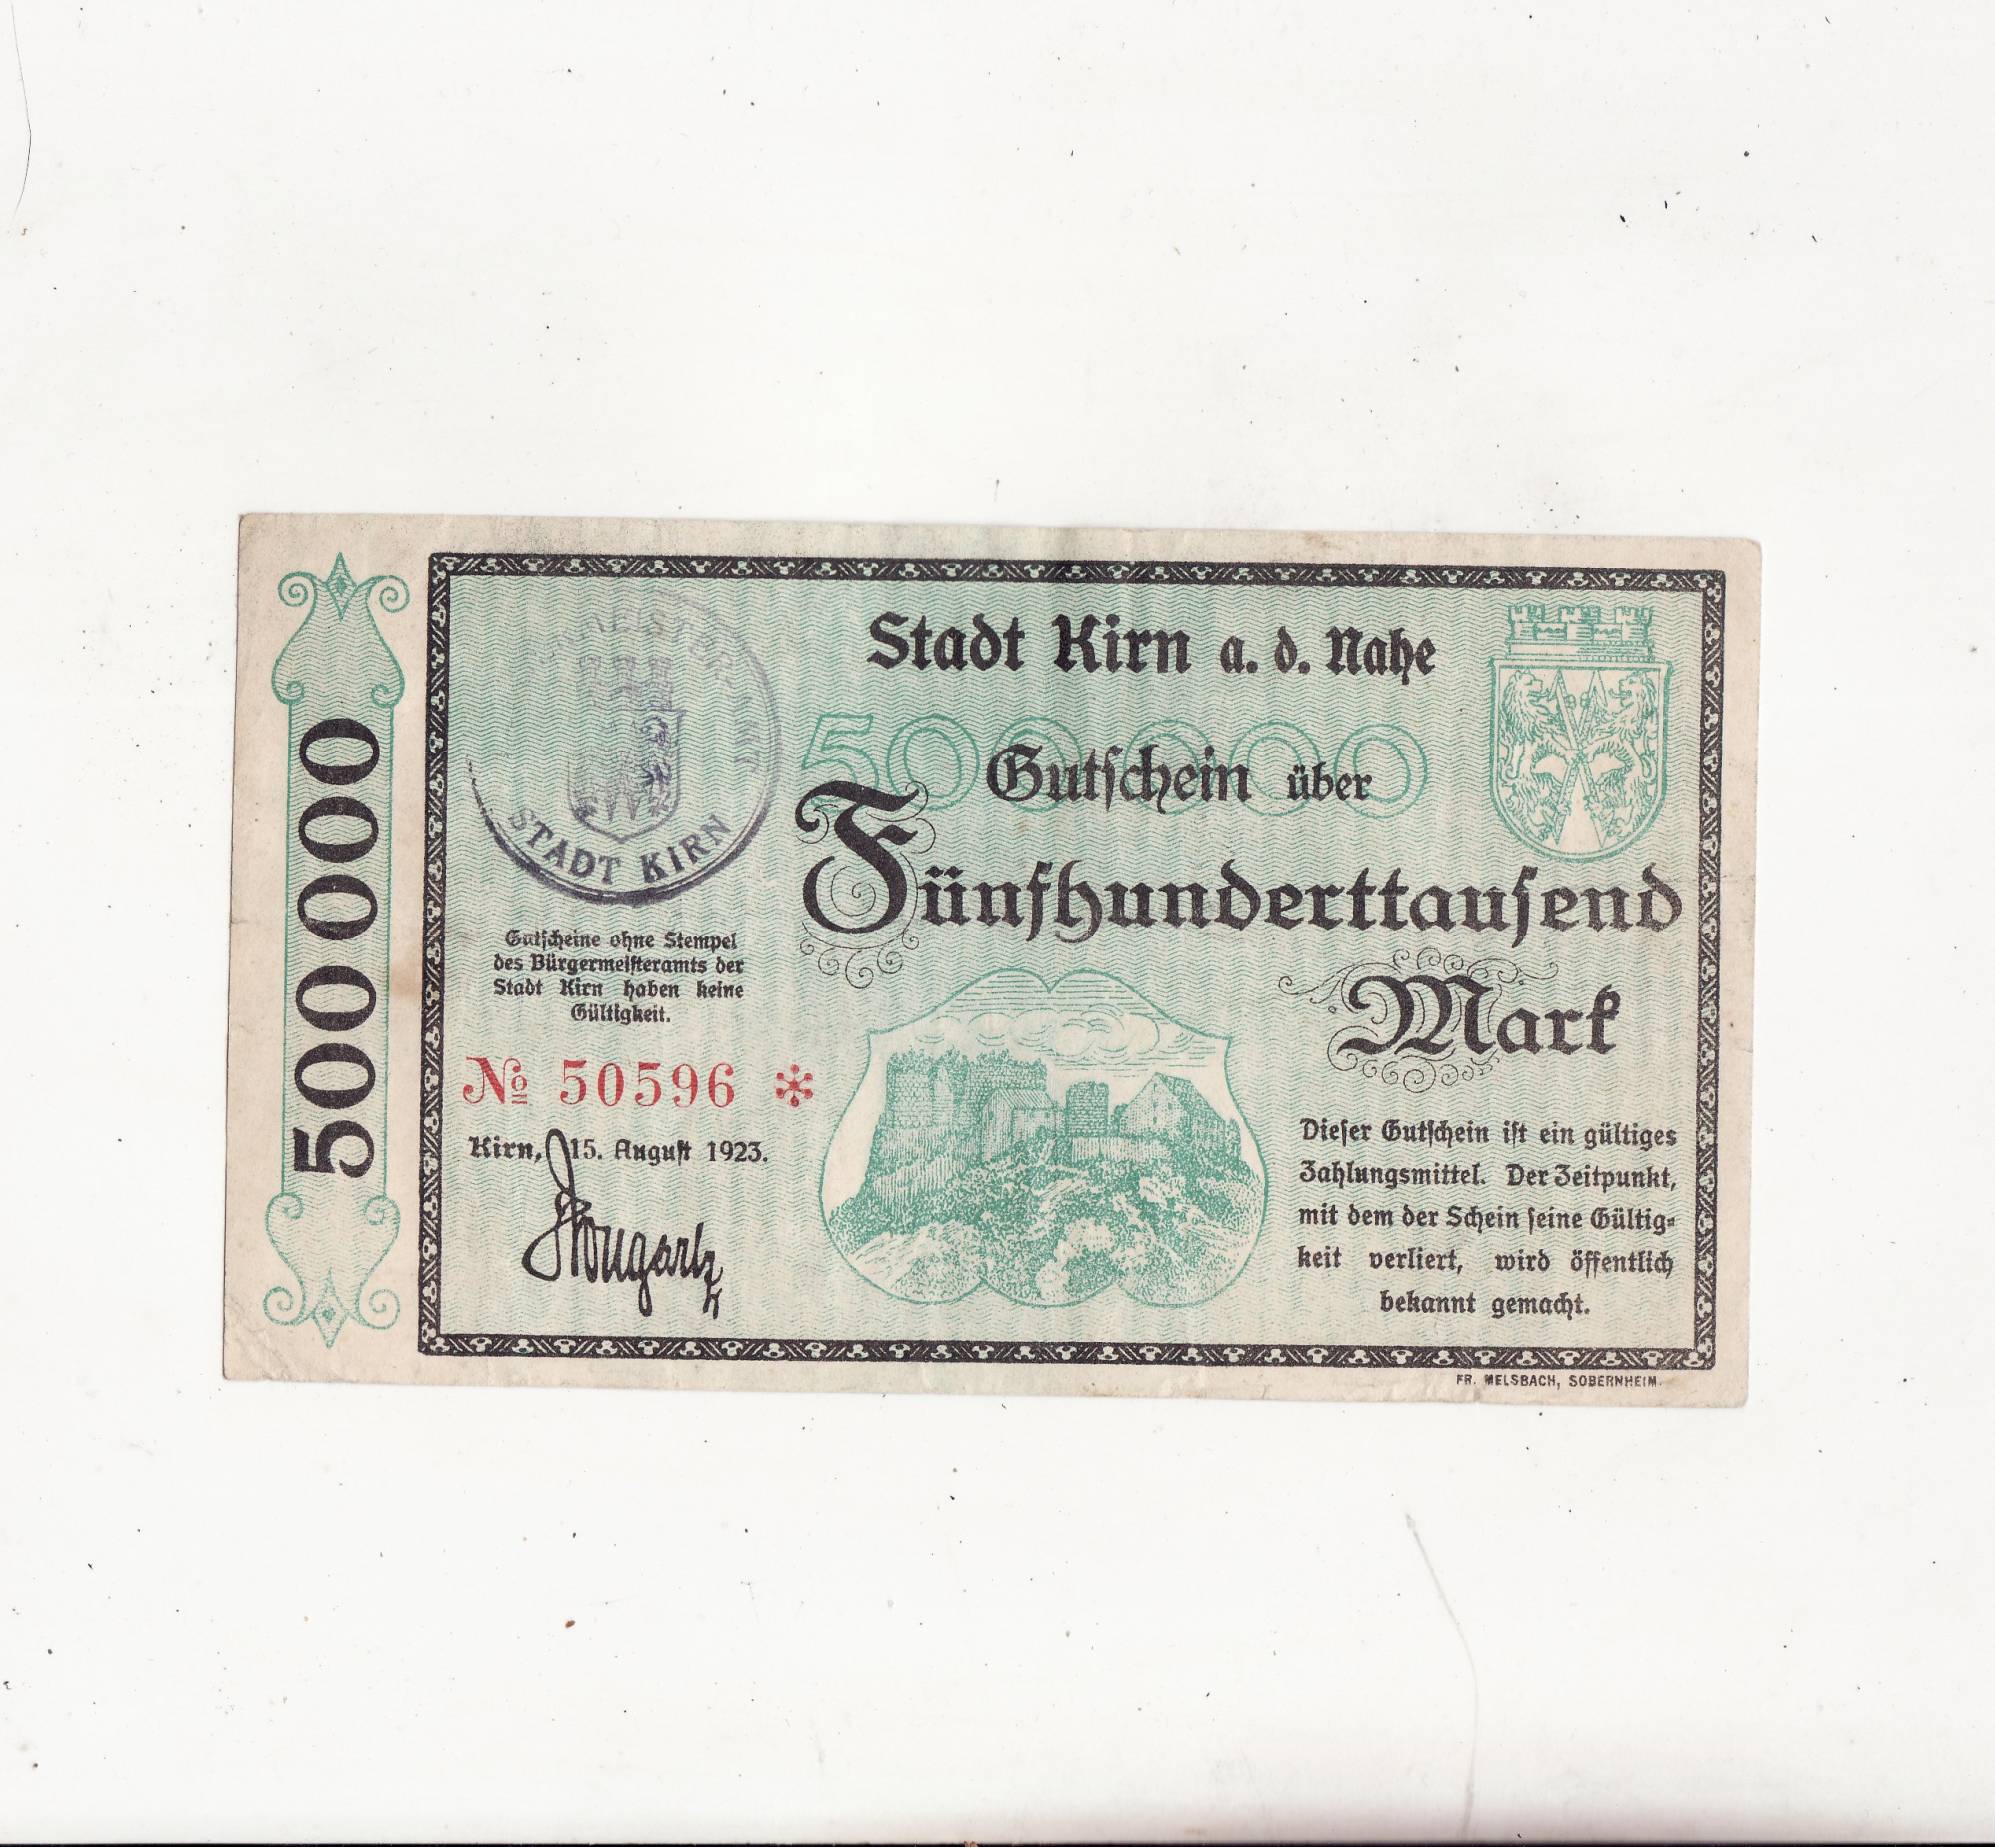 500 000
Stadt Kirn a. d. Nahe
500000
Gutschein über
Fünfhunderttausend
Mark
STADT KIRN
Gutscheine ohne Stempel
des Bürgermeisteramts der
Stadt Kirn haben keine
Gültigkeit.
№ 50596 *
Kirn, 15. August 1923.
Dieser Gutschein ist ein gültiges
Zahlungsmittel. Der Zeitpunkt,
mit dem der Schein seine Gültig-
keit verliert, wird öffentlich
bekannt gemacht.
FR. MELSBACH, SOBERNHEIM.